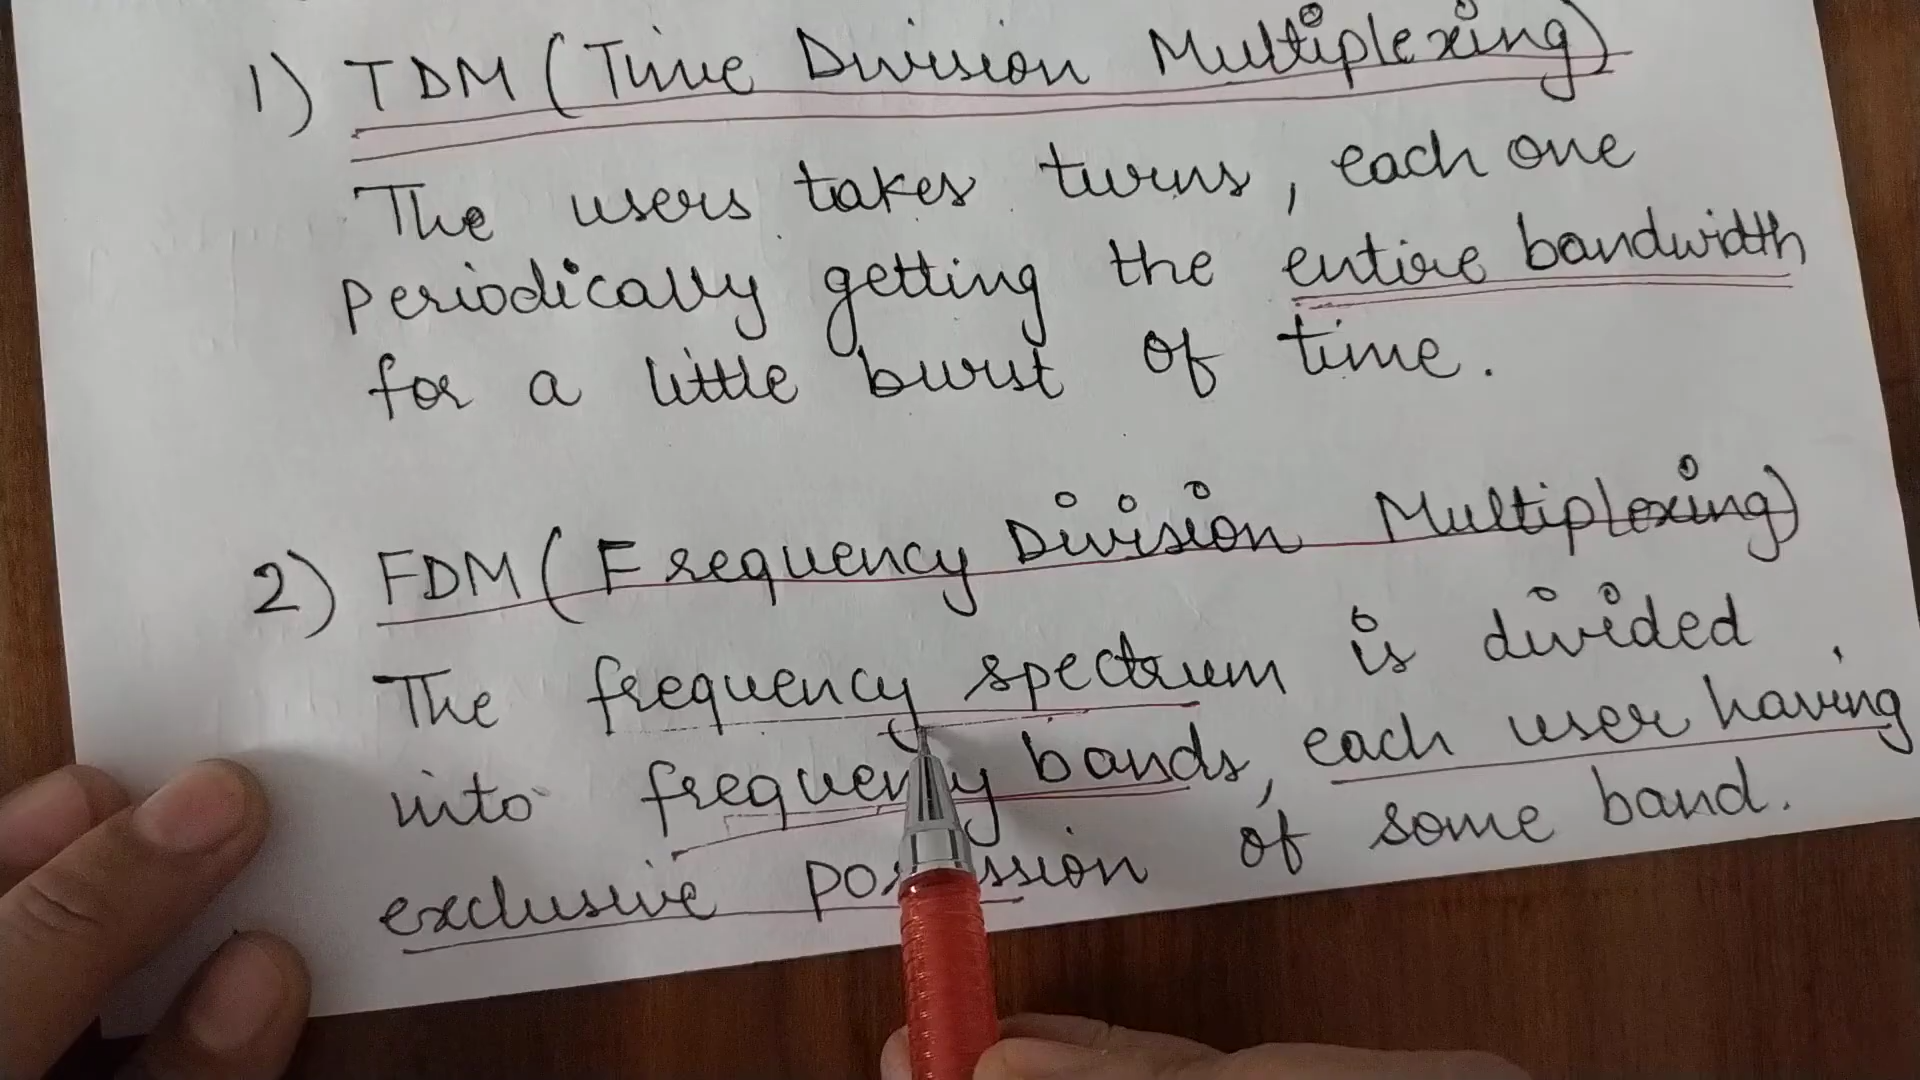 1) TDM (Time Division Multiplexing)
The users takes turns, each one
periodically getting the entire bandwidth
for a little burst of time.
2) FDM (Frequency Division Multiplexing)
The frequency spectrum is divided
into frequency bands, each user having
exclusive of some band.